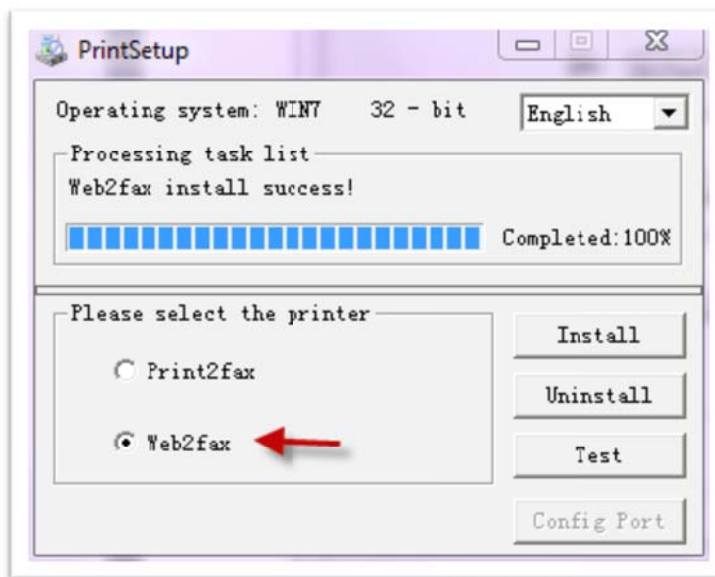 PrintSetup
Operating system: WIN7 32 - bit English
Processing task list
Web2fax install success!
Completed:100%
Please select the printer
Print2fax
Web2fax
Install
Uninstall
Test
Config Port